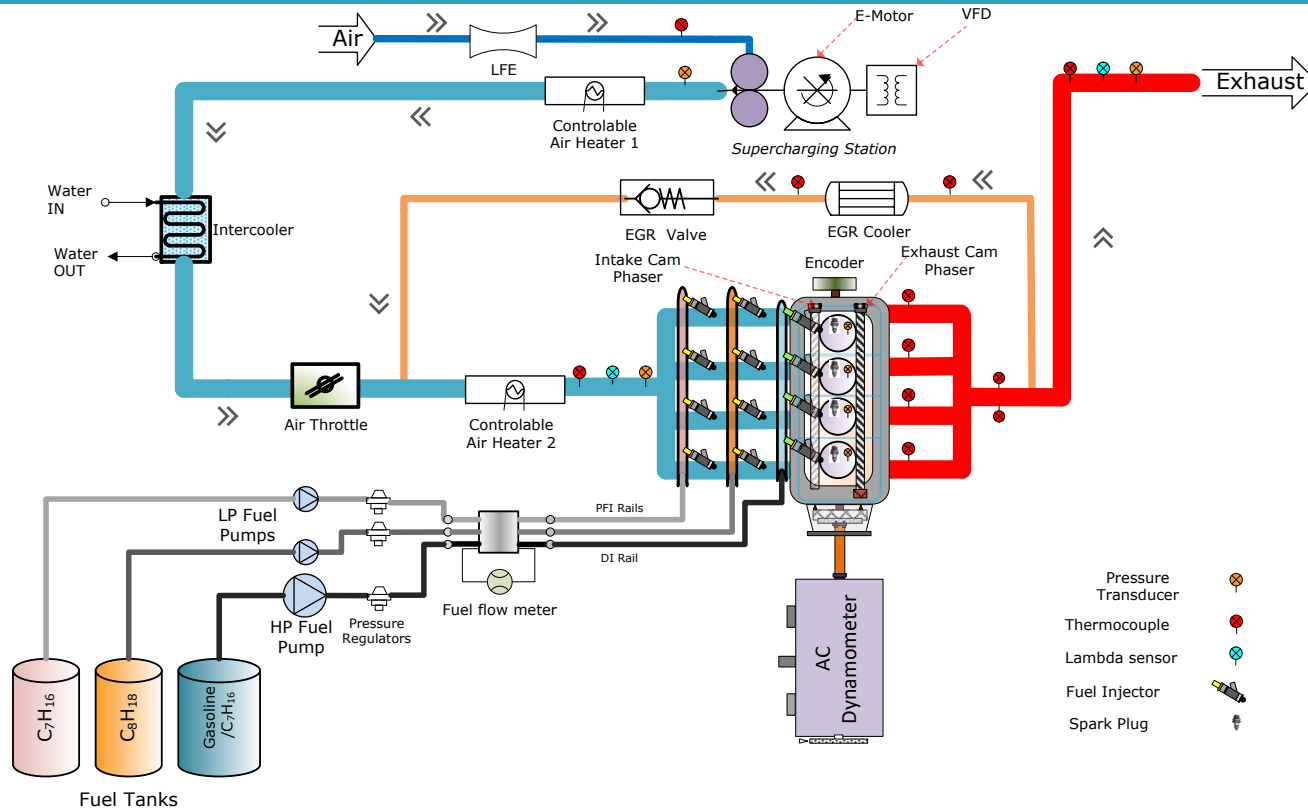 E-Motor
VFD
Air
LFE
Exhaust
Controlable
Air Heater 1
Supercharging Station
Water
IN
Intercooler
Water
OUT
EGR Valve
EGR Cooler
Intake Cam
Phaser
Encoder
Exhaust Cam
Phaser
Air Throttle
Controlable
Air Heater 2
LP Fuel
Pumps
PFI Rails
DI Rail
HP Fuel
Pump
Pressure
Regulators
Fuel flow meter
AC
Dynamometer
Pressure
Transducer
Thermocouple
Lambda sensor
Fuel Injector
Spark Plug
C₇H₁₆
C₈H₁₈
Gasoline
/C₇H₁₆
Fuel Tanks